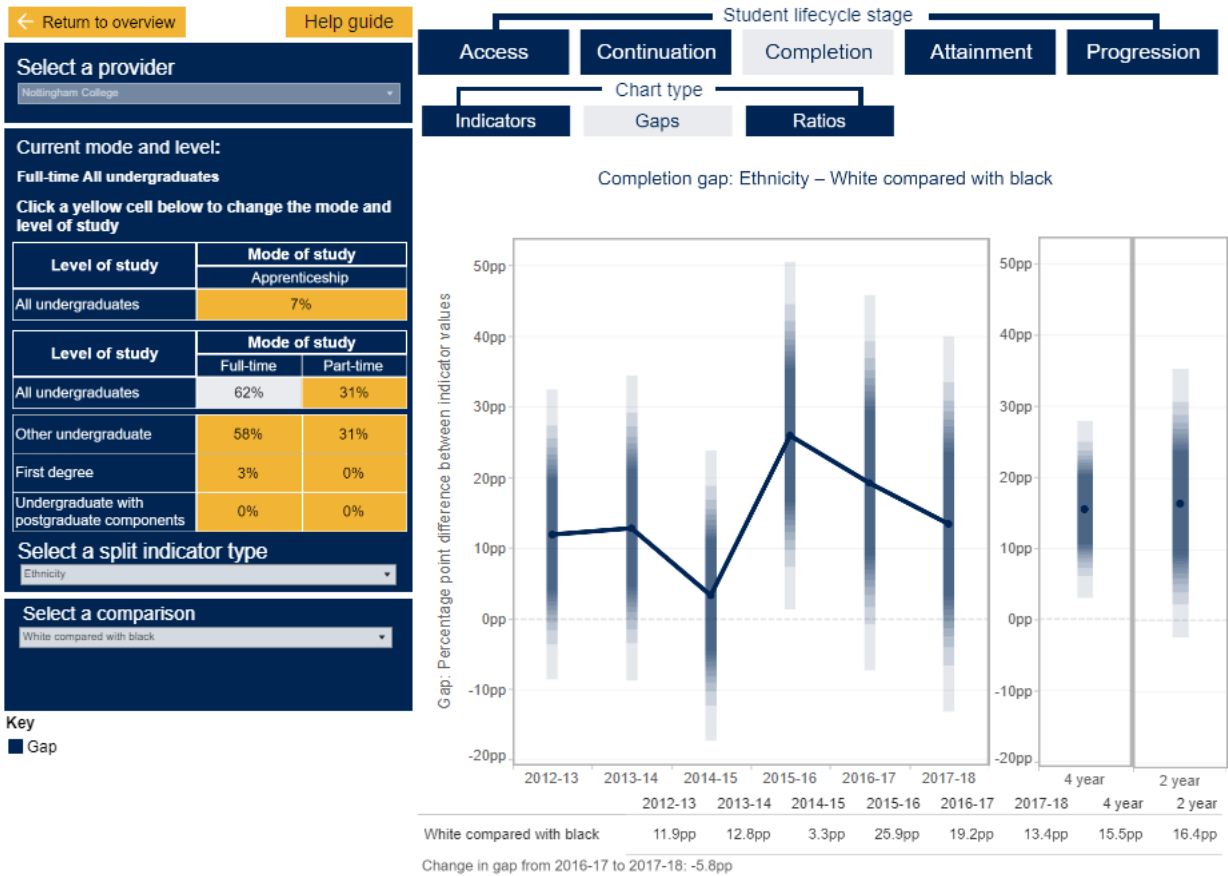 ← Return to overview
Help guide
Select a provider
Nottingham College
Current mode and level:
Full-time All undergraduates
Click a yellow cell below to change the mode and
level of study
Level of study
Mode of study
Apprenticeship
All undergraduates 7%
Level of study
Mode of study
Full-time Part-time
All undergraduates 62% 31%
Other undergraduate 58% 31%
First degree 3% 0%
Undergraduate with
postgraduate components 0% 0%
Select a split indicator type
Ethnicity
Select a comparison
White compared with black
Key
Gap
Student lifecycle stage
Access Continuation Completion Attainment Progression
Chart type
Indicators Gaps Ratios
Completion gap: Ethnicity – White compared with black
Gap: Percentage point difference between indicator values
50pp
40pp
30pp
20pp
10pp
0pp
-10pp
-20pp
50pp
40pp
30pp
20pp
10pp
0pp
-10pp
-20pp
2012-13 2013-14 2014-15 2015-16 2016-17 2017-18 4 year 2 year
2012-13 2013-14 2014-15 2015-16 2016-17 2017-18 4 year 2 year
White compared with black 11.9pp 12.8pp 3.3pp 25.9pp 19.2pp 13.4pp 15.5pp 16.4pp
Change in gap from 2016-17 to 2017-18: -5.8pp